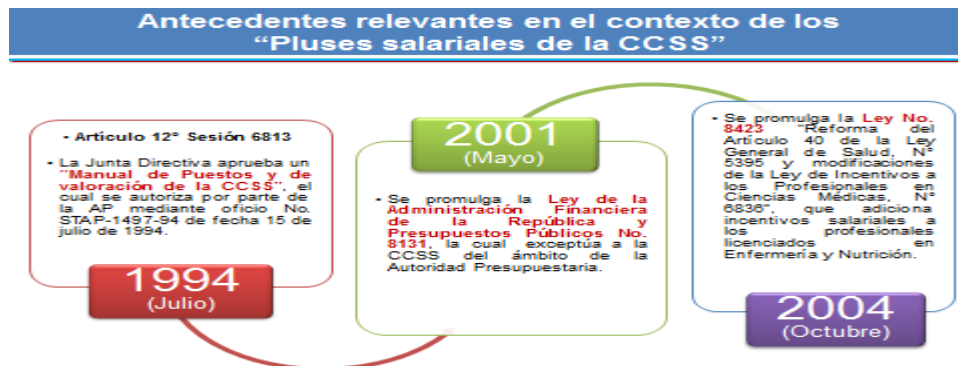 Antecedentes relevantes en el contexto de los
“Pluses salariales de la CCSS”
• Artículo 12° Sesión 6813
• La Junta Directiva aprueba un
"Manual de Puestos y de
valoración de la CCSS", el
cual se autoriza por parte de
la AP mediante oficio No.
STAP-1497-94 de fecha 15 de
julio de 1994.
1994
(Julio)
2001
(Mayo)
• Se promulga la Ley de la
Administración Financiera
de la República y
Presupuestos Públicos No.
8131, la cual exceptúa a la
CCSS del ámbito de la
Autoridad Presupuestaria.
• Se promulga la Ley No.
8423 "Reforma del
Artículo 40 de la Ley
General de Salud, N°
5395 y modificaciones
de la Ley de Incentivos a
los Profesionales en
Ciencias Médicas, N°
6836", que adiciona
incentivos salariales a
los profesionales
licenciados en
Enfermería y Nutrición.
2004
(Octubre)